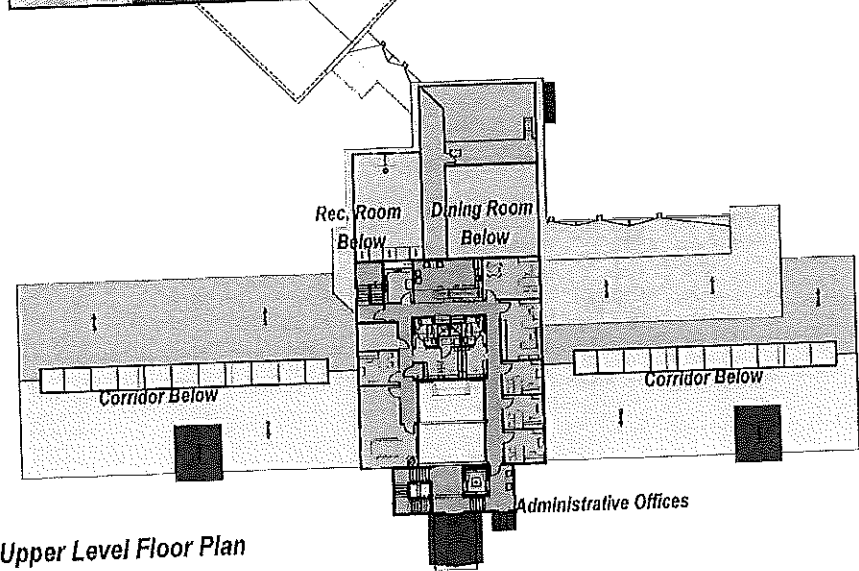 Rec. Room
Below
Dining Room
Below
Corridor Below
Corridor Below
Administrative Offices
Upper Level Floor Plan